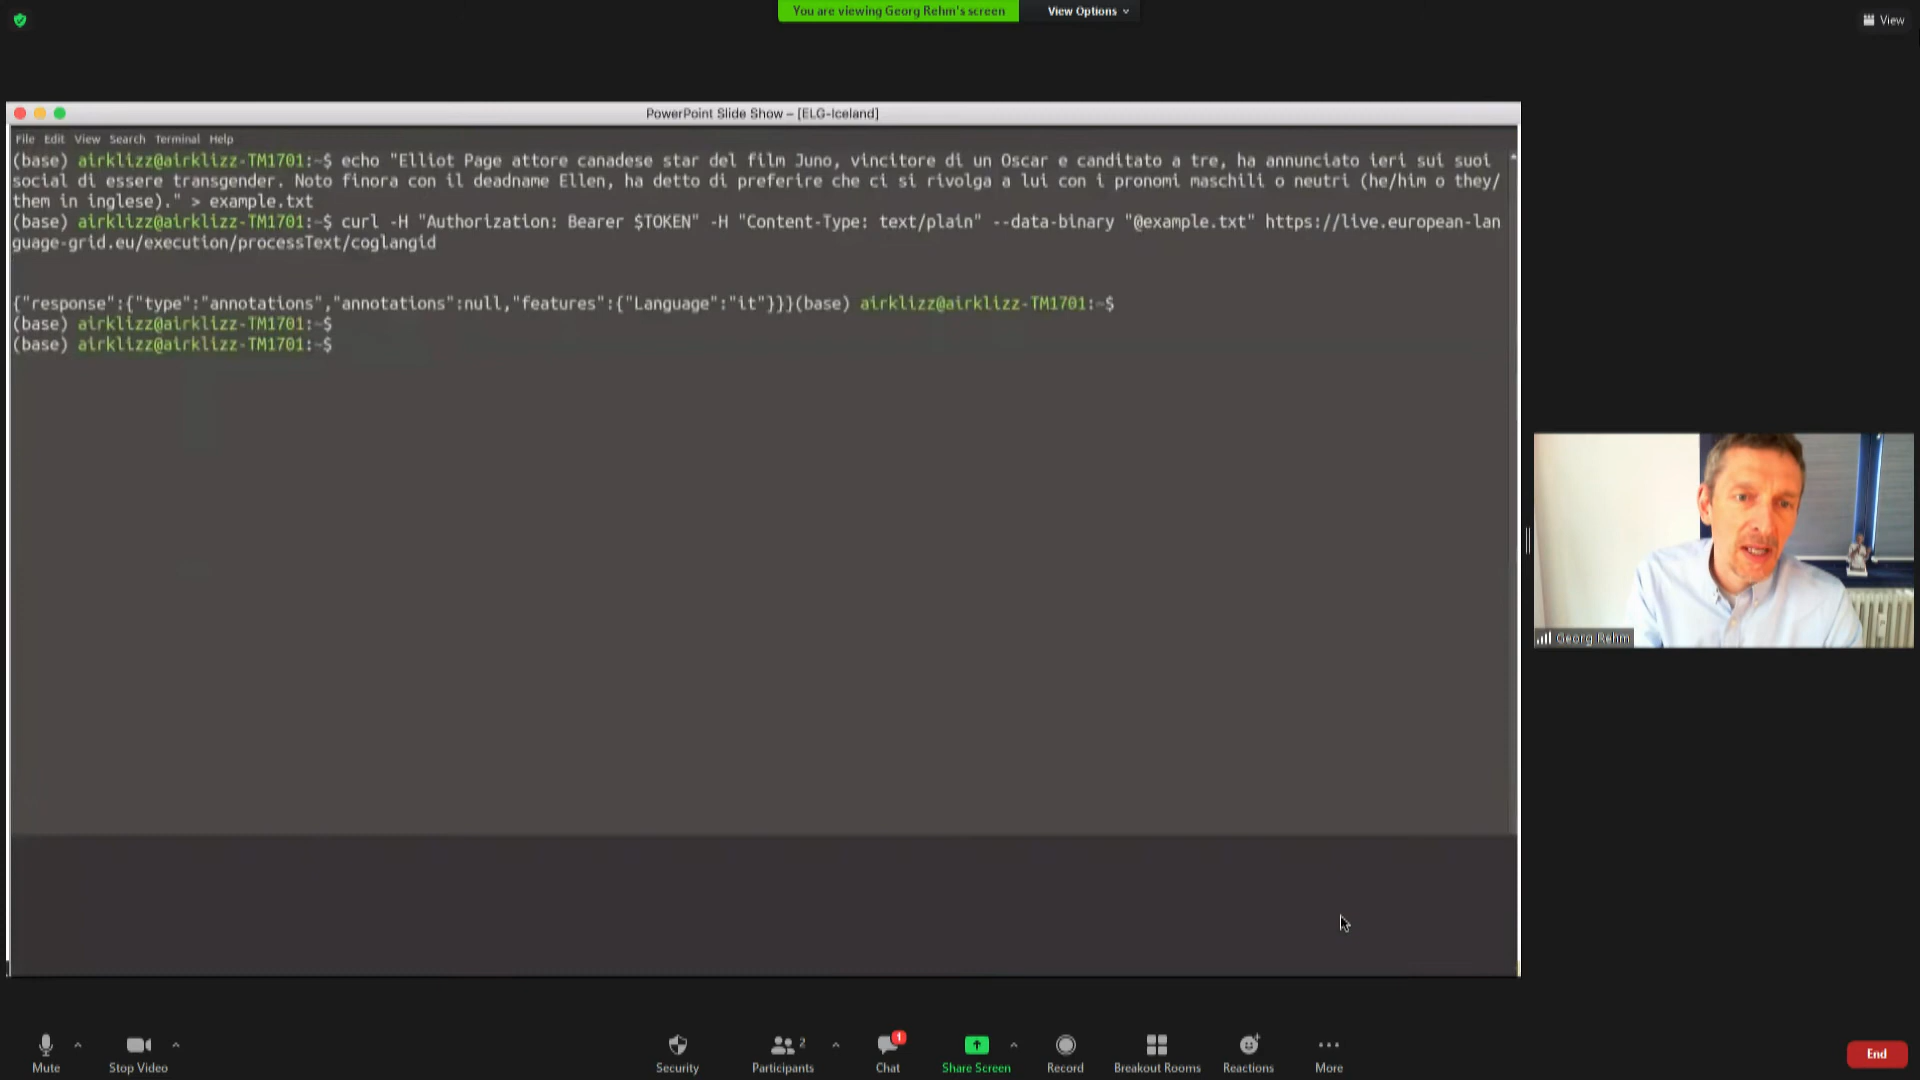 You are viewing Georg Rehm's screen
View Options
View
PowerPoint Slide Show – [ELG-Iceland]
File Edit View Search Terminal Help
(base) airklizz@airklizz-TM1701:~$ echo "Elliot Page attore canadese star del film Juno, vincitore di un Oscar e canditato a tre, ha annunciato ieri sui suoi
social di essere transgender. Noto finora con il deadname Ellen, ha detto di preferire che ci si rivolga a lui con i pronomi maschili o neutri (he/him o they/
them in inglese)." > example.txt
(base) airklizz@airklizz-TM1701:~$ curl -H "Authorization: Bearer $TOKEN" -H "Content-Type: text/plain" --data-binary "@example.txt" https://live.european-lan
guage-grid.eu/execution/processText/coglangid
{"response":{"type":"annotations","annotations":null,"features":{"Language":"it"}}}(base) airklizz@airklizz-TM1701:~$
(base) airklizz@airklizz-TM1701:~$
(base) airklizz@airklizz-TM1701:~$
Georg Rehm
Mute
Stop Video
Security
2
Participants
1
Chat
Share Screen
Record
Breakout Rooms
Reactions
More
End